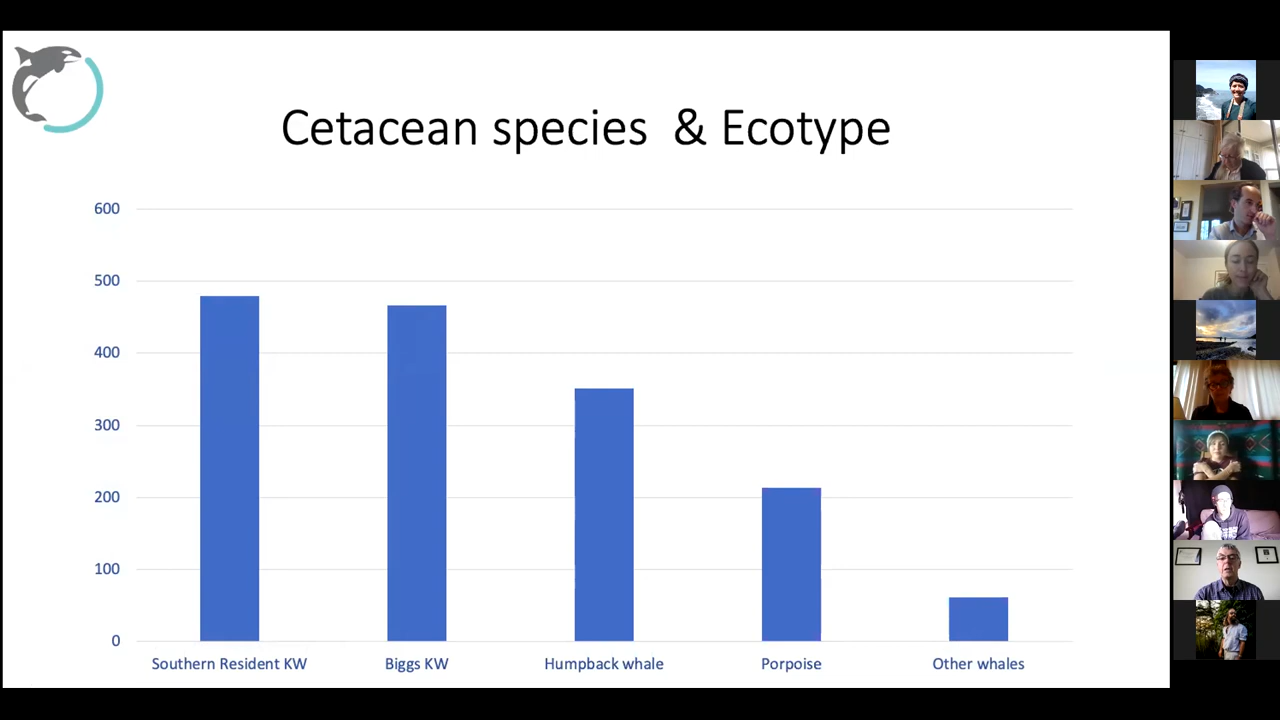 Cetacean species & Ecotype
600
500
400
300
200
100
0
Southern Resident KW
Biggs KW
Humpback whale
Porpoise
Other whales